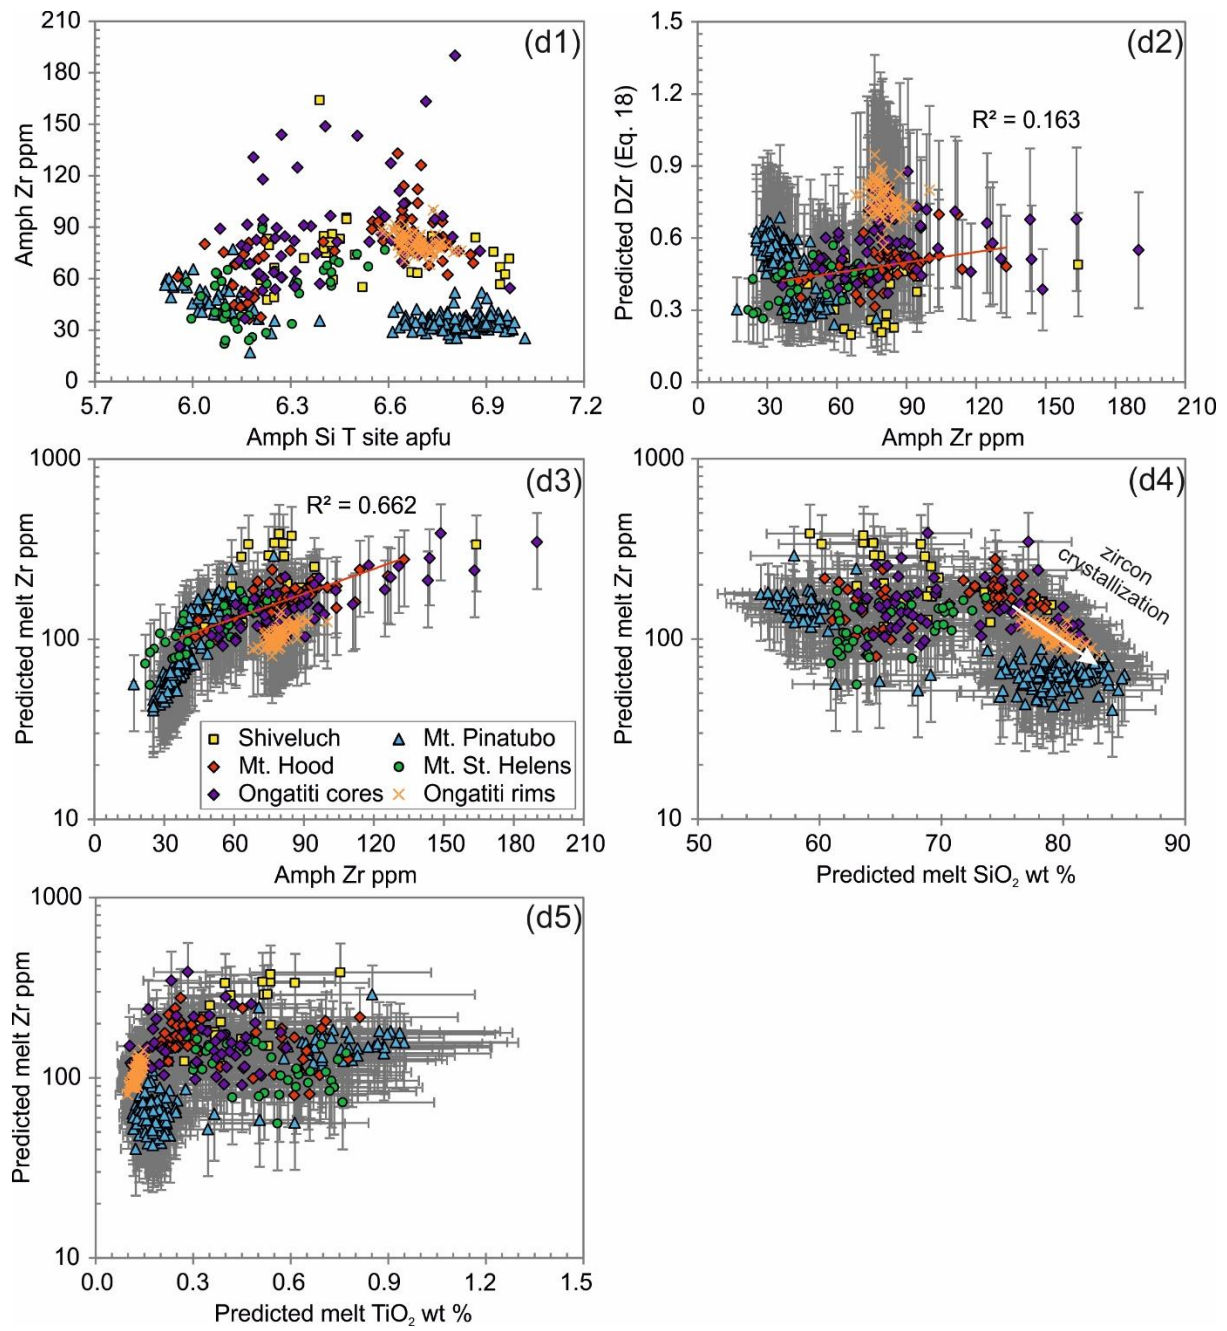 (d1)
210
180
150
120
90
60
30
0
Amph Zr ppm
5.7 6.0 6.3 6.6 6.9 7.2
Amph Si T site apfu
(d2)
1.5
1.2
0.9
0.6
0.3
0.0
Predicted DZr (Eq. 18)
R² = 0.163
0 30 60 90 120 150 180 210
Amph Zr ppm
(d3)
1000
100
10
Predicted melt Zr ppm
R² = 0.662
Shiveluch Mt. Pinatubo
Mt. Hood Mt. St. Helens
Ongatiti cores Ongatiti rims
0 30 60 90 120 150 180 210
Amph Zr ppm
(d4)
1000
100
10
Predicted melt Zr ppm
zircon
crystallization
50 60 70 80 90
Predicted melt SiO₂ wt %
(d5)
1000
100
10
Predicted melt Zr ppm
0.0 0.3 0.6 0.9 1.2 1.5
Predicted melt TiO₂ wt %